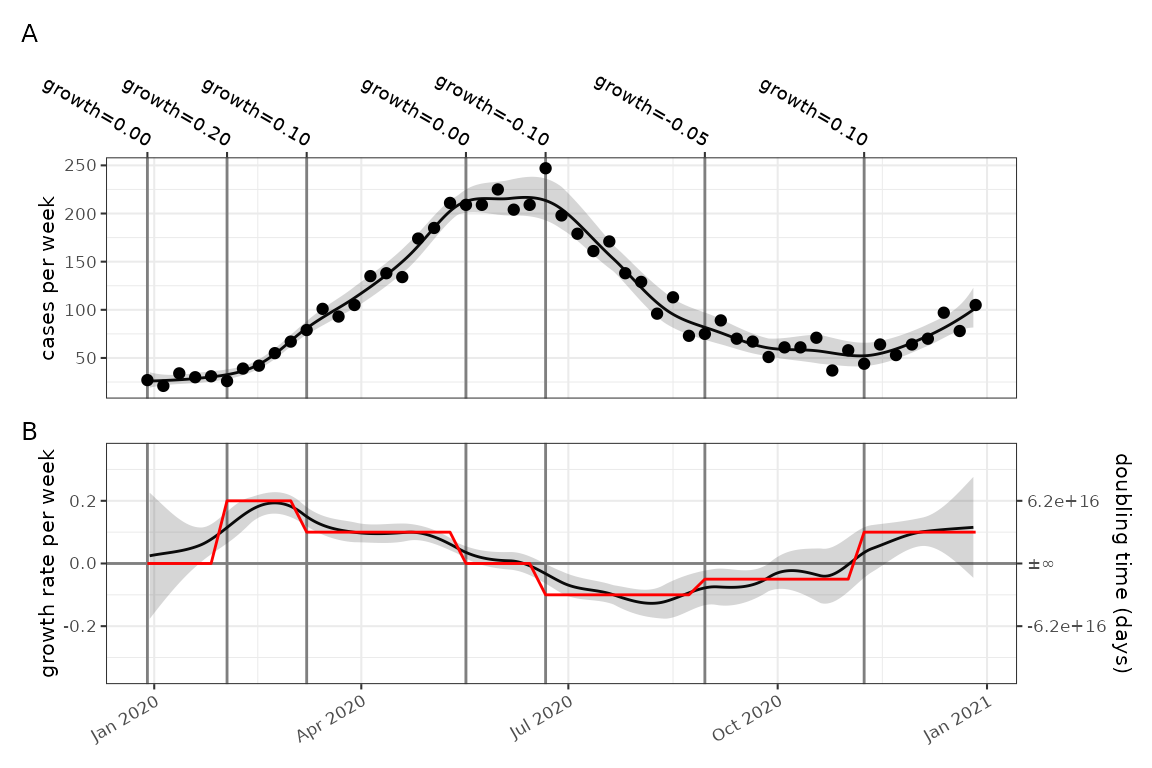 A
growth=0.00
growth=0.20
growth=0.10
growth=0.00
growth=-0.10
growth=-0.05
growth=0.10
cases per week
250
200
150
100
50
B
growth rate per week
0.2
0.0
-0.2
6.2e+16
±∞
-6.2e+16
doubling time (days)
Jan 2020
Apr 2020
Jul 2020
Oct 2020
Jan 2021